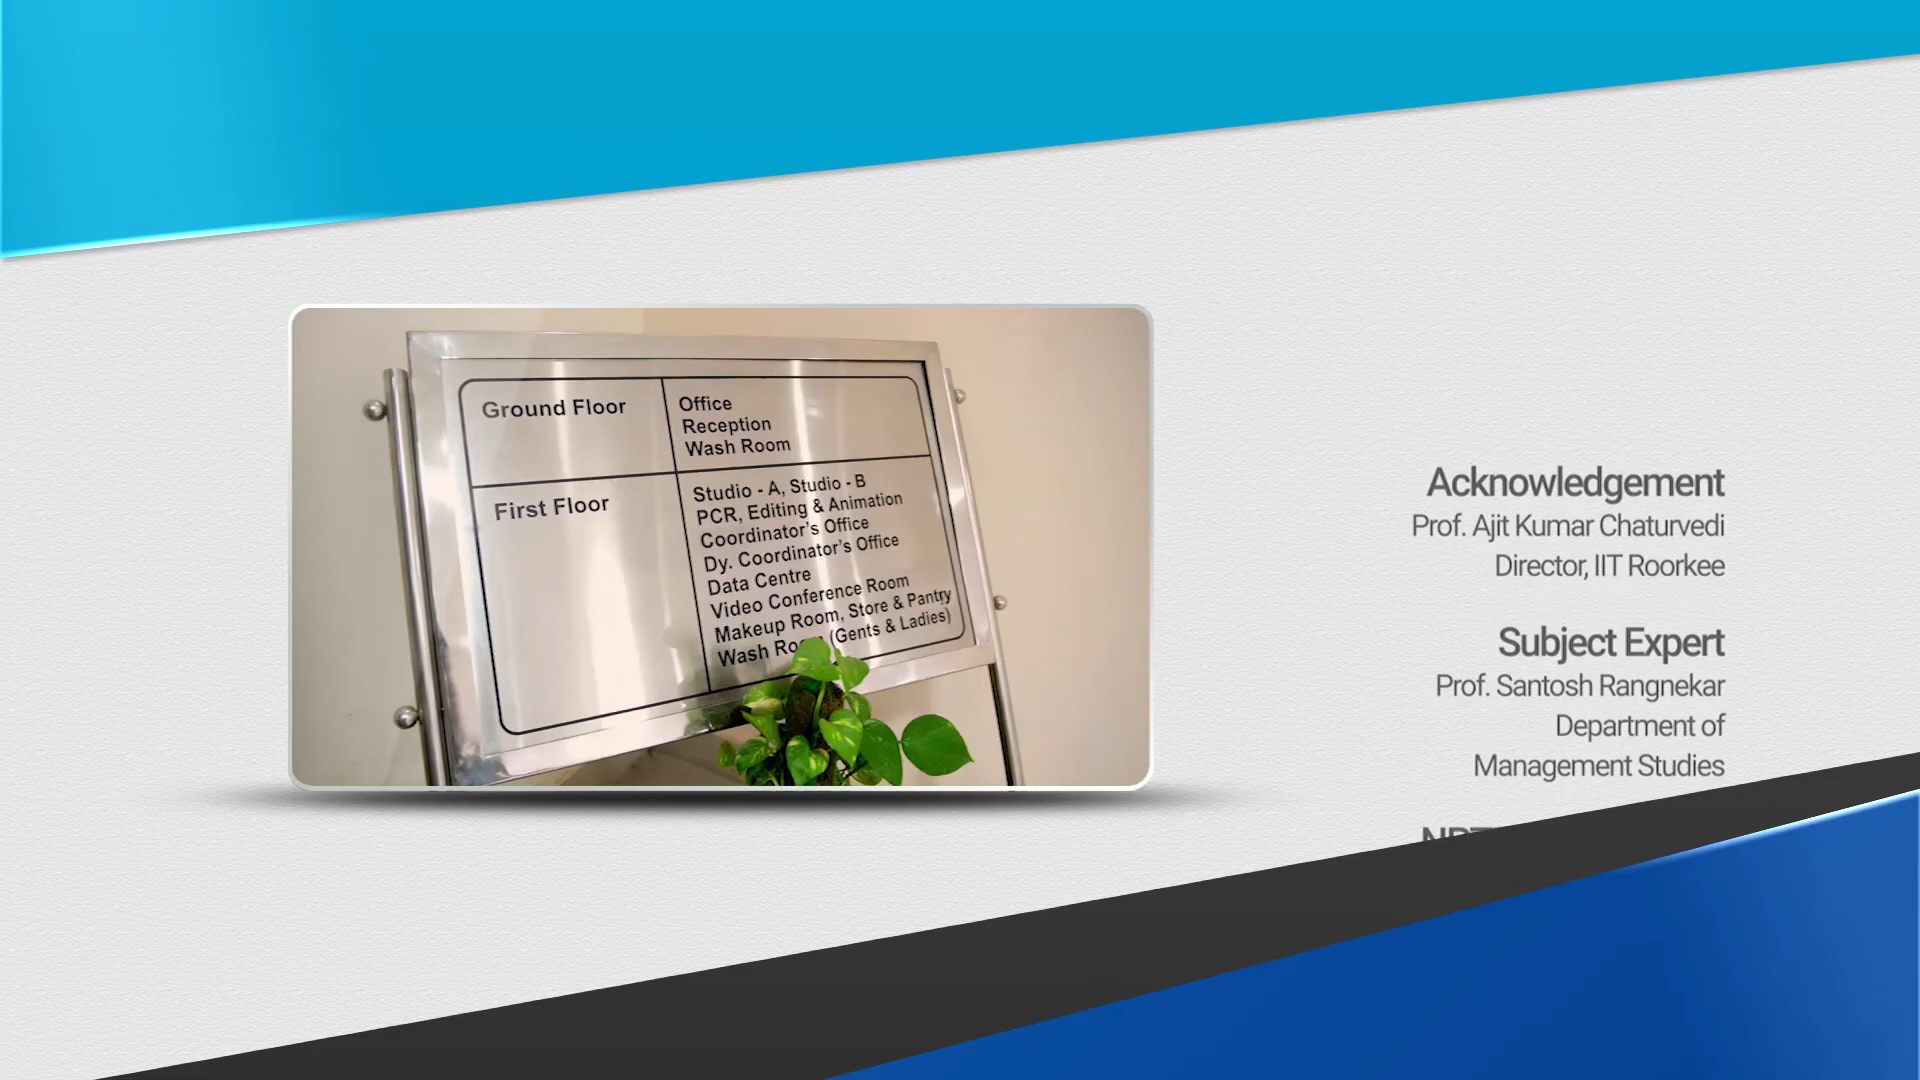 Ground Floor
Office
Reception
Wash Room
First Floor
Studio - A, Studio - B
PCR, Editing & Animation
Coordinator's Office
Dy. Coordinator's Office
Data Centre
Video Conference Room
Makeup Room, Store & Pantry
Wash Room (Gents & Ladies)
Acknowledgement
Prof. Ajit Kumar Chaturvedi
Director, IIT Roorkee
Subject Expert
Prof. Santosh Rangnekar
Department of
Management Studies